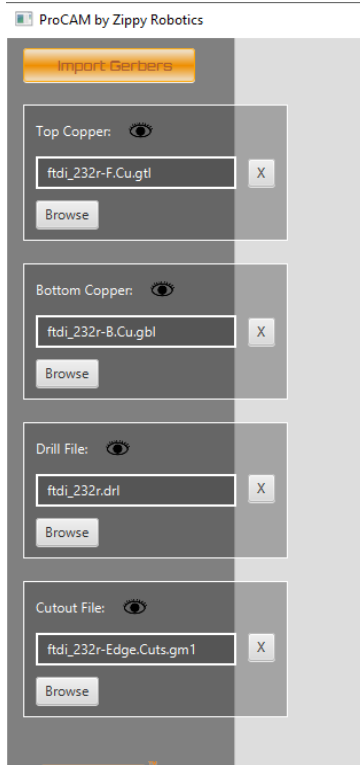 ProCAM by Zippy Robotics
Import Gerbers
Top Copper:
ftdi_232r-F.Cu.gtl
X
Browse
Bottom Copper:
ftdi_232r-B.Cu.gbl
X
Browse
Drill File:
ftdi_232r.drl
X
Browse
Cutout File:
ftdi_232r-Edge.Cuts.gm1
X
Browse